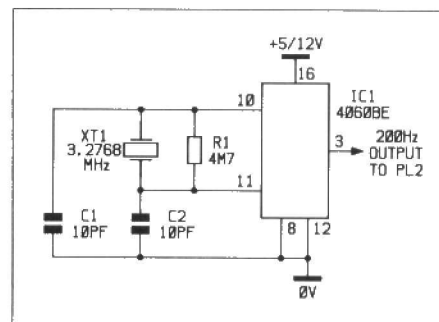 +5/12V
16
IC1
4060BE
10
XT1
3.2768
MHz
R1
4M7
3
200Hz
OUTPUT
TO PL2
11
C1
10PF
C2
10PF
8
12
0V